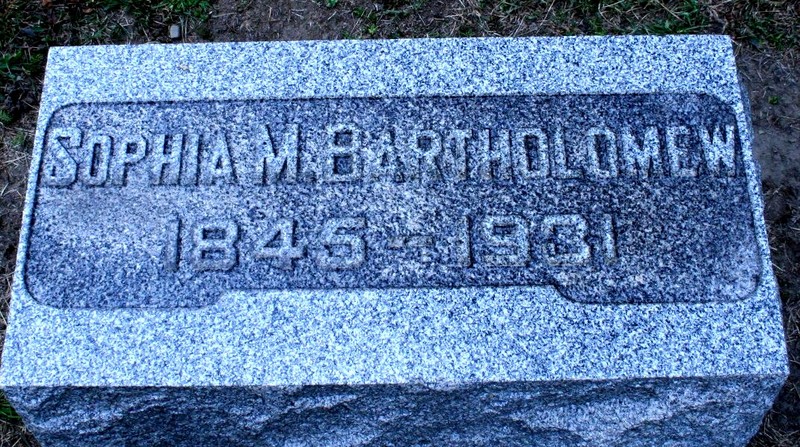 SOPHIA M. BARTHOLOMEW
1845 - 1931